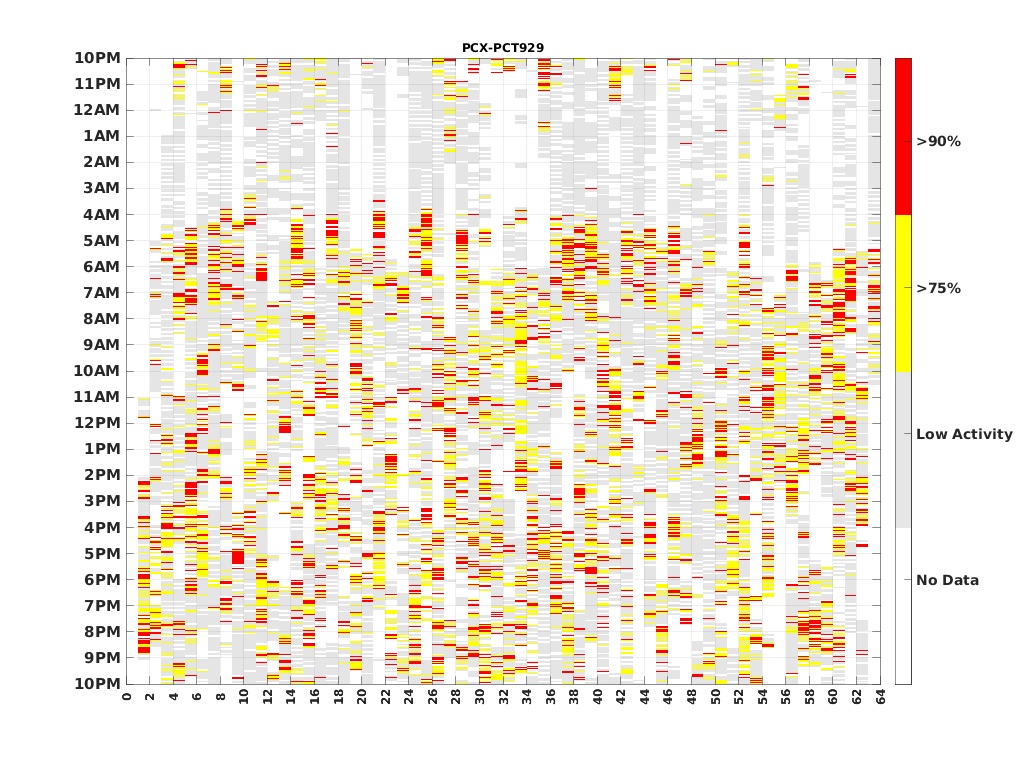 PCX-PCT929
10PM
11PM
12AM
1AM
2AM
3AM
4AM
5AM
6AM
7AM
8AM
9AM
10AM
11AM
12PM
1PM
2PM
3PM
4PM
5PM
6PM
7PM
8PM
9PM
10PM
0 2 4 6 8 10 12 14 16 18 20 22 24 26 28 30 32 34 36 38 40 42 44 46 48 50 52 54 56 58 60 62 64
>90%
>75%
Low Activity
No Data